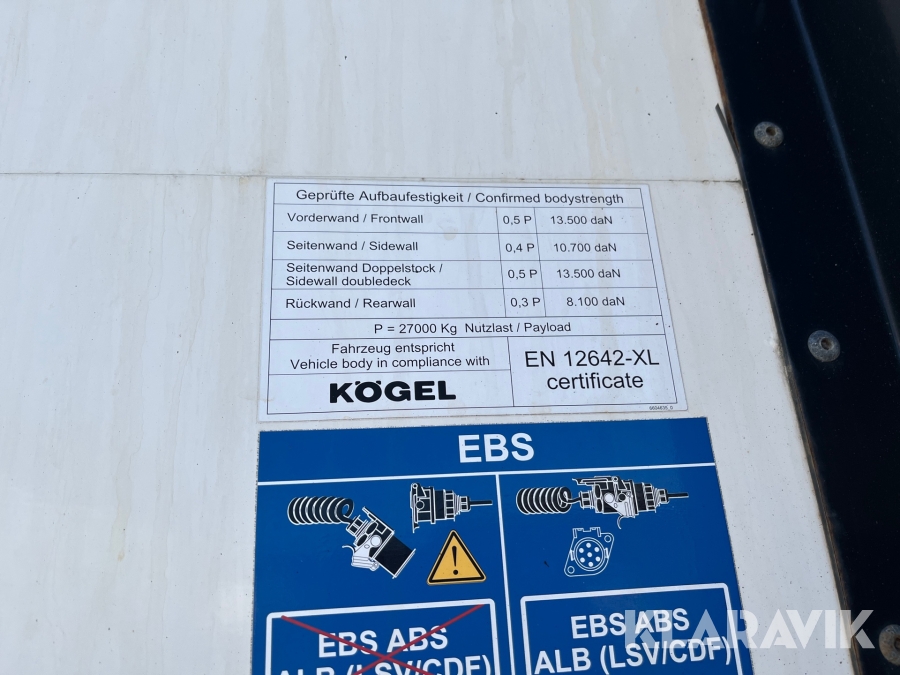 Geprüfte Aufbaufestigkeit / Confirmed bodystrength
Vorderwand / Frontwall 0,5 P 13.500 daN
Seitenwand / Sidewall 0,4 P 10.700 daN
Seitenwand Doppelstock /
Sidewall doubledeck 0,5 P 13.500 daN
Rückwand / Rearwall 0,3 P 8.100 daN
P = 27000 Kg Nutzlast / Payload
Fahrzeug entspricht
Vehicle body in compliance with
KÖGEL
EN 12642-XL
certificate
EBS
EBS ABS
ALB (LSV/CDF)
EBS ABS
ALB (LSV/CDF)
KLARAVIK